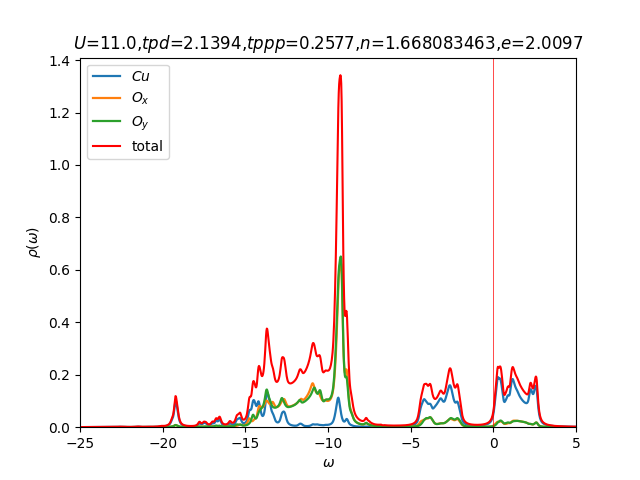 U=11.0,tpd=2.1394,tppp=0.2577,n=1.668083463,e=2.0097
1.4
1.2
1.0
0.8
0.6
0.4
0.2
0.0
ρ(ω)
Cu
Oₓ
O_y
total
−25 −20 −15 −10 −5 0 5
ω